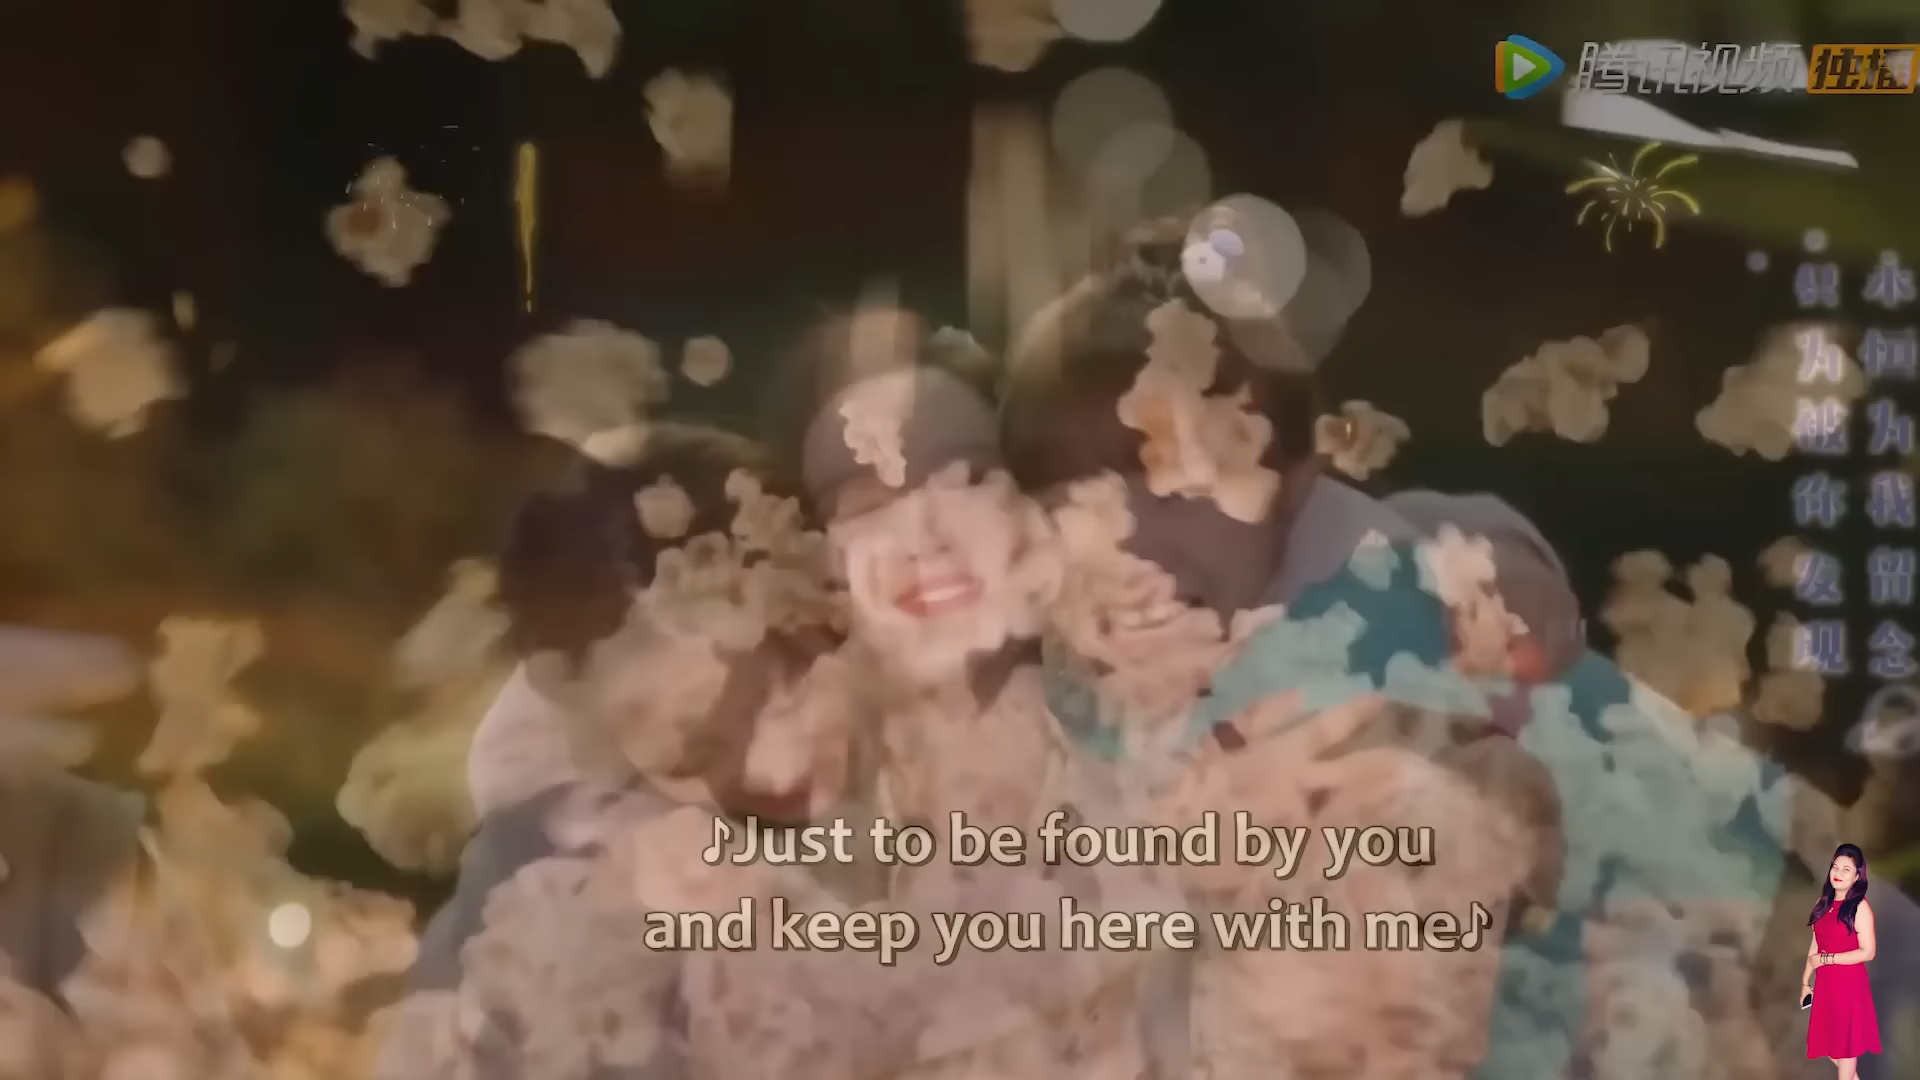 腾讯视频 独播
小恒为我留念
只为被你发现
♪Just to be found by you
and keep you here with me♪